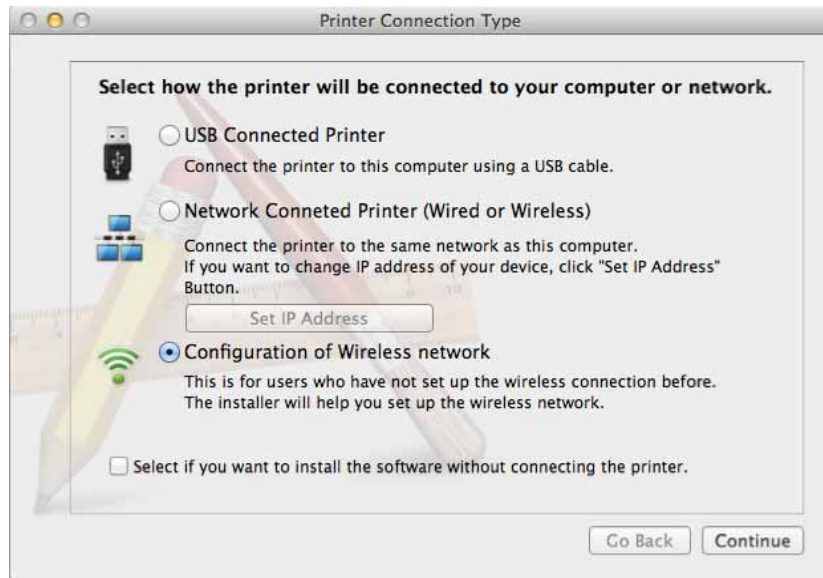 Printer Connection Type
Select how the printer will be connected to your computer or network.
USB Connected Printer
Connect the printer to this computer using a USB cable.
Network Conneted Printer (Wired or Wireless)
Connect the printer to the same network as this computer.
If you want to change IP address of your device, click "Set IP Address"
Button.
Set IP Address
Configuration of Wireless network
This is for users who have not set up the wireless connection before.
The installer will help you set up the wireless network.
Select if you want to install the software without connecting the printer.
Go Back
Continue